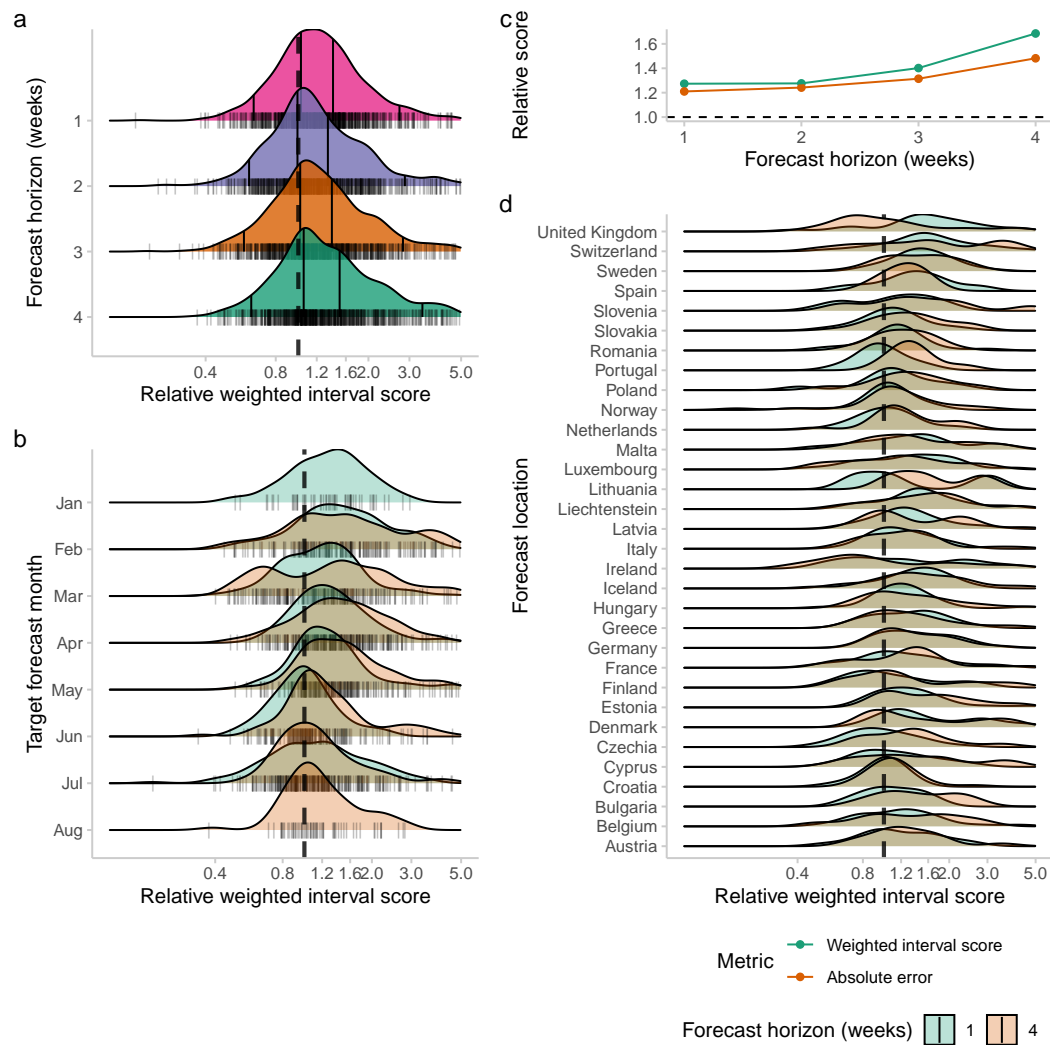 a
Forecast horizon (weeks)
1
2
3
4
0.4 0.8 1.2 1.6 2.0 3.0 5.0
Relative weighted interval score
b
Target forecast month
Jan
Feb
Mar
Apr
May
Jun
Jul
Aug
0.4 0.8 1.2 1.6 2.0 3.0 5.0
Relative weighted interval score
c
Relative score
1.6
1.4
1.2
1.0
1 2 3 4
Forecast horizon (weeks)
d
Forecast location
United Kingdom
Switzerland
Sweden
Spain
Slovenia
Slovakia
Romania
Portugal
Poland
Norway
Netherlands
Malta
Luxembourg
Lithuania
Liechtenstein
Latvia
Italy
Ireland
Iceland
Hungary
Greece
Germany
France
Finland
Estonia
Denmark
Czechia
Cyprus
Croatia
Bulgaria
Belgium
Austria
0.4 0.8 1.2 1.6 2.0 3.0 5.0
Relative weighted interval score
Metric
Weighted interval score
Absolute error
Forecast horizon (weeks) 1 4